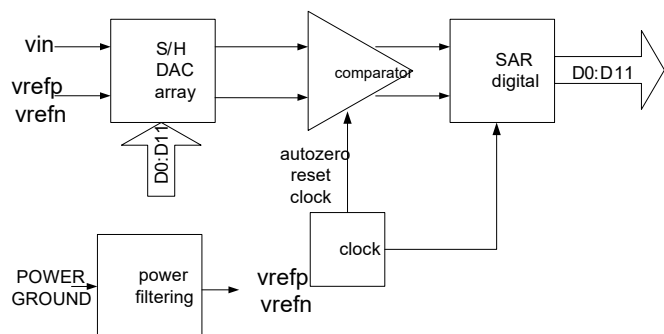 vin
vrefp
vrefn
S/H
DAC
array
D0:D11
comparator
SAR
digital
D0:D11
autozero
reset
clock
clock
POWER
GROUND
power
filtering
vrefp
vrefn